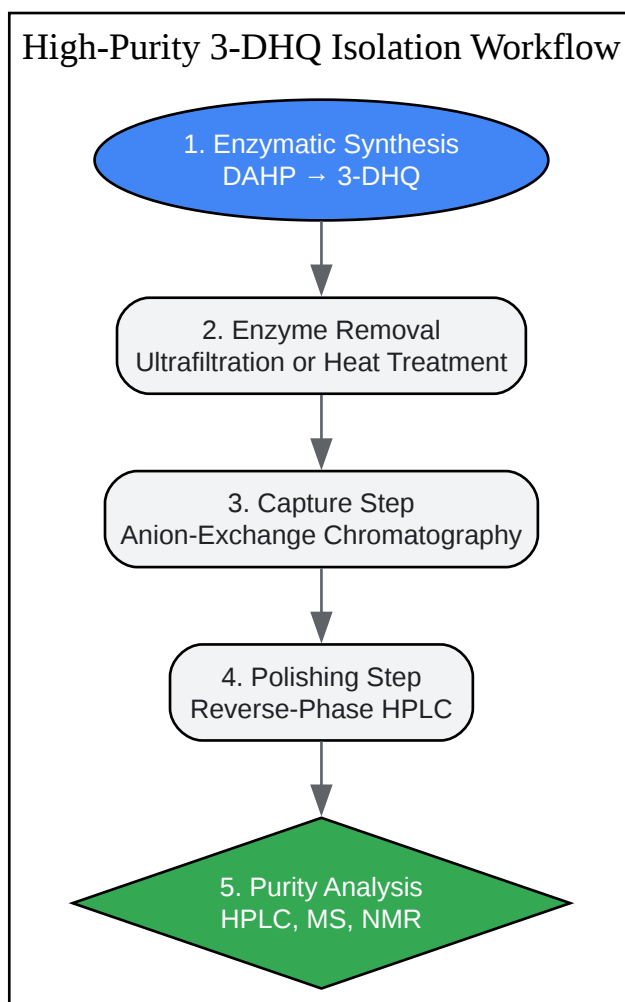 High-Purity 3-DHQ Isolation Workflow
1. Enzymatic Synthesis
DAHP → 3-DHQ
2. Enzyme Removal
Ultrafiltration or Heat Treatment
3. Capture Step
Anion-Exchange Chromatography
4. Polishing Step
Reverse-Phase HPLC
5. Purity Analysis
HPLC, MS, NMR